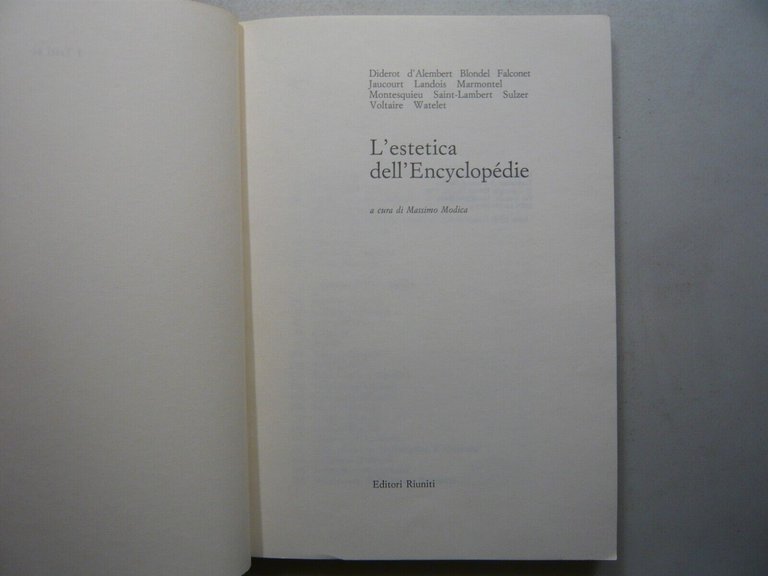 Diderot d'Alembert Blondel Falconet
Jaucourt Landois Marmontel
Montesquieu Saint-Lambert Sulzer
Voltaire Watelet
L'estetica
dell'Encyclopédie
a cura di Massimo Modica
Editori Riuniti